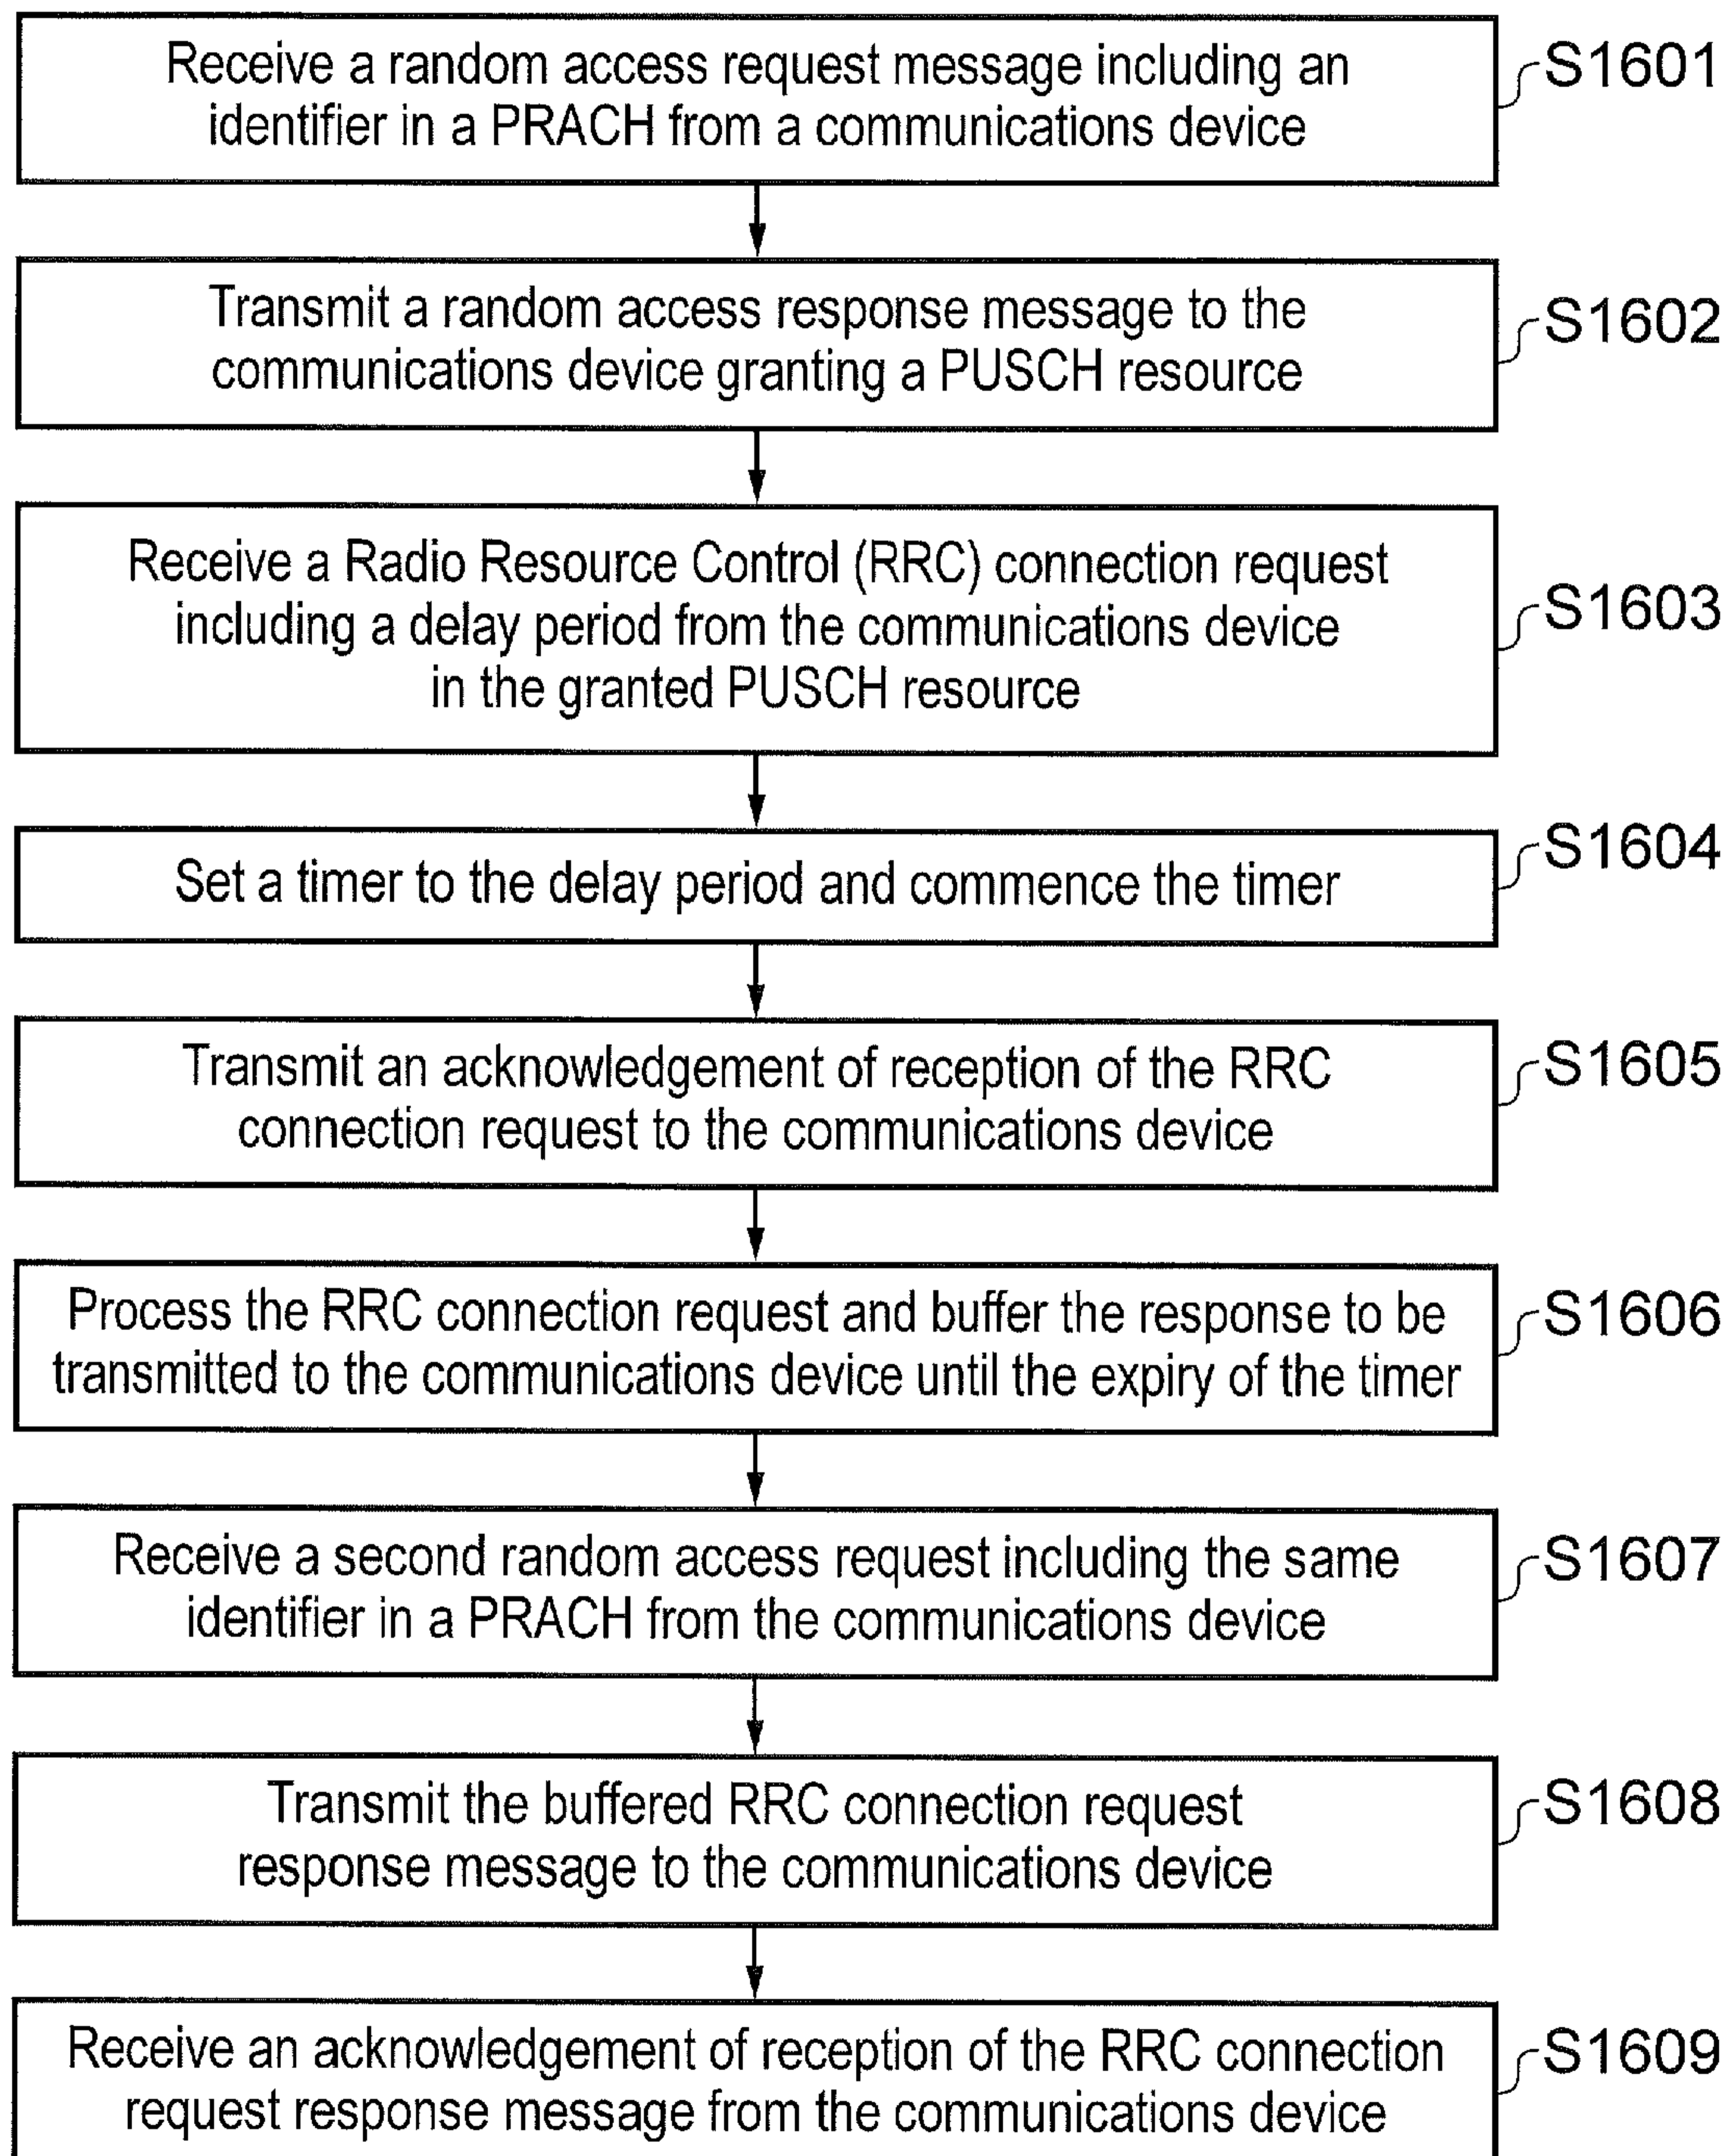 Receive a random access request message including an
identifier in a PRACH from a communications device
S1601
Transmit a random access response message to the
communications device granting a PUSCH resource
S1602
Receive a Radio Resource Control (RRC) connection request
including a delay period from the communications device
in the granted PUSCH resource
S1603
Set a timer to the delay period and commence the timer
S1604
Transmit an acknowledgement of reception of the RRC
connection request to the communications device
S1605
Process the RRC connection request and buffer the response to be
transmitted to the communications device until the expiry of the timer
S1606
Receive a second random access request including the same
identifier in a PRACH from the communications device
S1607
Transmit the buffered RRC connection request
response message to the communications device
S1608
Receive an acknowledgement of reception of the RRC connection
request response message from the communications device
S1609